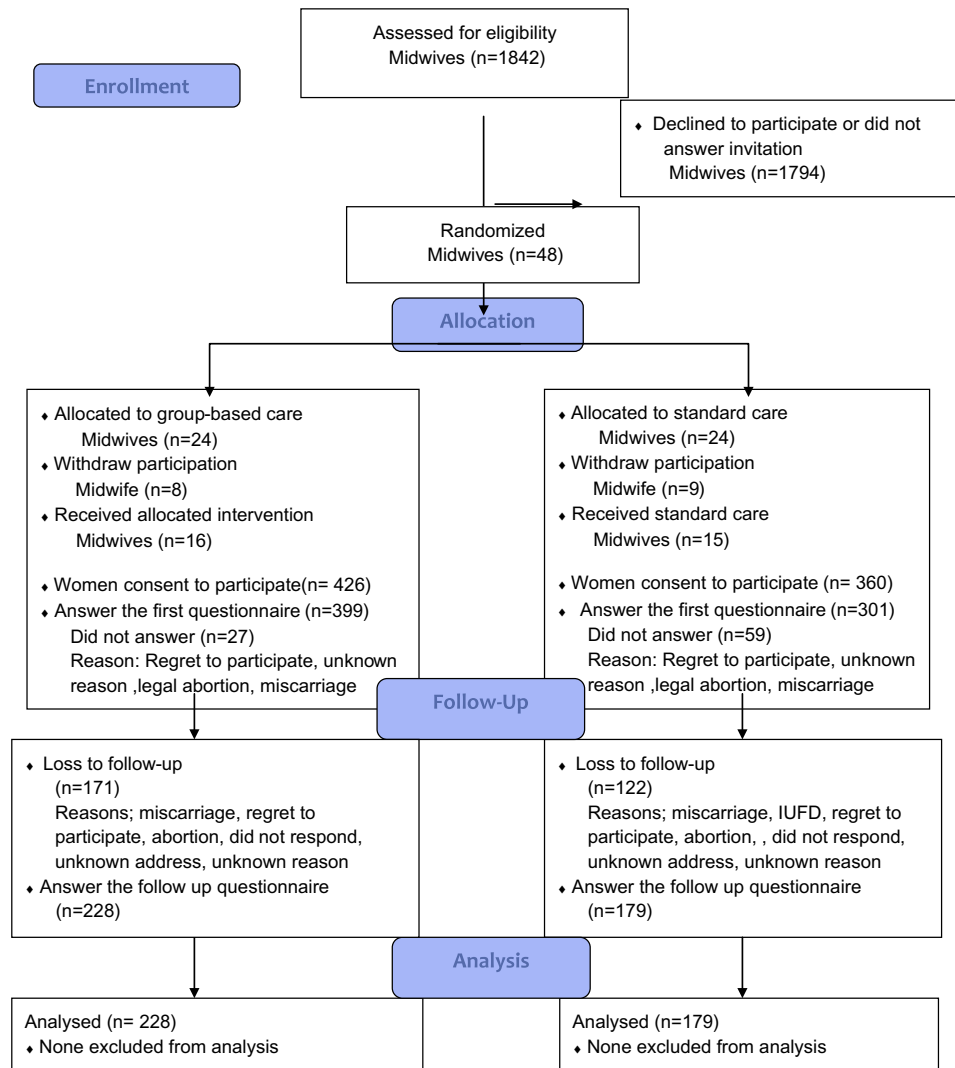 Assessed for eligibility
Midwives (n=1842)
Enrollment
♦ Declined to participate or did not
answer invitation
Midwives (n=1794)
Randomized
Midwives (n=48)
Allocation
♦ Allocated to group-based care
Midwives (n=24)
♦ Withdraw participation
Midwife (n=8)
♦ Received allocated intervention
Midwives (n=16)
♦ Women consent to participate(n= 426)
♦ Answer the first questionnaire (n=399)
Did not answer (n=27)
Reason: Regret to participate, unknown
reason ,legal abortion, miscarriage
♦ Allocated to standard care
Midwives (n=24)
♦ Withdraw participation
Midwife (n=9)
♦ Received standard care
Midwives (n=15)
♦ Women consent to participate (n= 360)
♦ Answer the first questionnaire (n=301)
Did not answer (n=59)
Reason: Regret to participate, unknown
reason ,legal abortion, miscarriage
Follow-Up
♦ Loss to follow-up
(n=171)
Reasons; miscarriage, regret to
participate, abortion, did not respond,
unknown address, unknown reason
♦ Answer the follow up questionnaire
(n=228)
♦ Loss to follow-up
(n=122)
Reasons; miscarriage, IUFD, regret to
participate, abortion, , did not respond,
unknown address, unknown reason
♦ Answer the follow up questionnaire
(n=179)
Analysis
Analysed (n= 228)
♦ None excluded from analysis
Analysed (n=179)
♦ None excluded from analysis